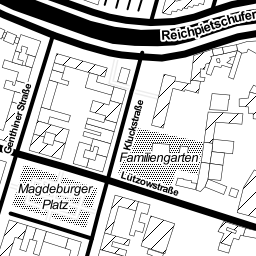 Reichpietschufer
Genthiner Straße
Kluckstraße
Familiengarten
Lützowstraße
Magdeburger
Platz